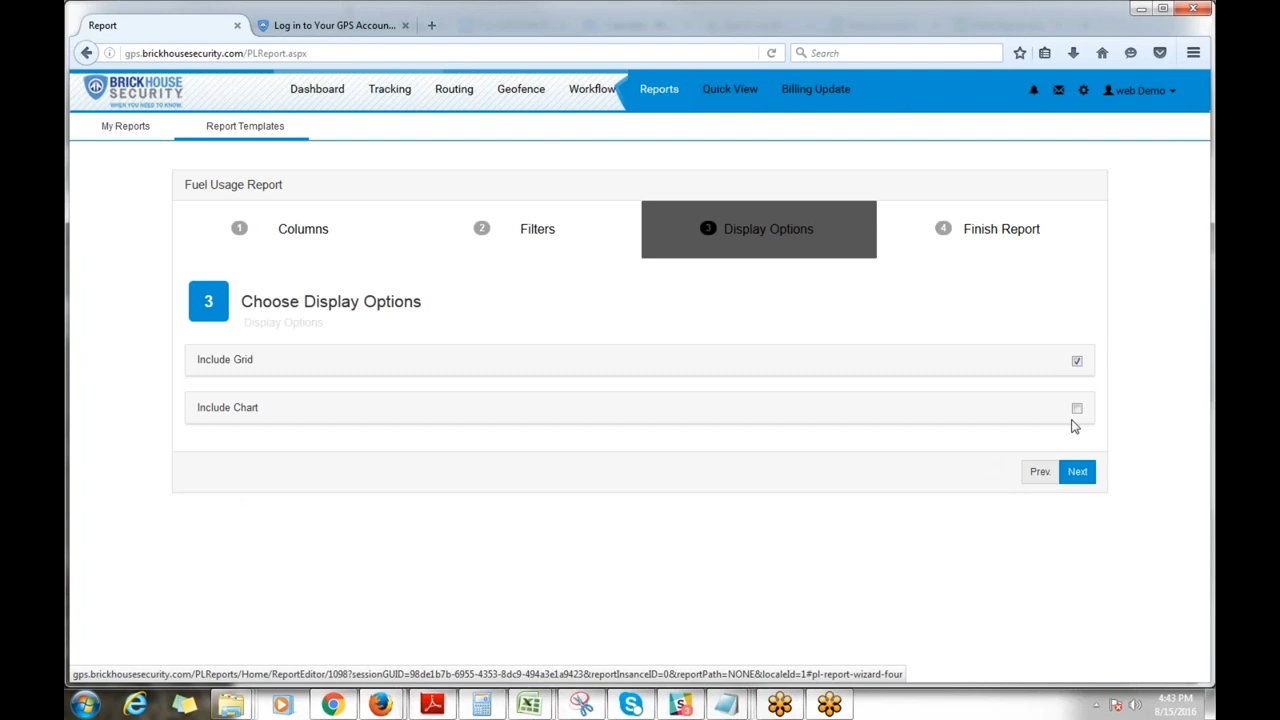 Report
Log in to Your GPS Accoun...
gps.brickhousesecurity.com/PLReport.aspx
Search
BRICKHOUSE
SECURITY
WHEN YOU NEED TO KNOW.
Dashboard
Tracking
Routing
Geofence
Workflow
Reports
Quick View
Billing Update
web Demo
My Reports
Report Templates
Fuel Usage Report
1 Columns
2 Filters
3 Display Options
4 Finish Report
3 Choose Display Options
Display Options
Include Grid
Include Chart
Prev
Next
gps.brickhousesecurity.com/PLReports/Home/ReportEditor/1098?sessionGUID=98de1b7b-6955-4353-8dc9-494a3e1a9423&reportInsanceID=0&reportPath=NONE&localeId=1#pl-report-wizard-four
4:43 PM
8/15/2016